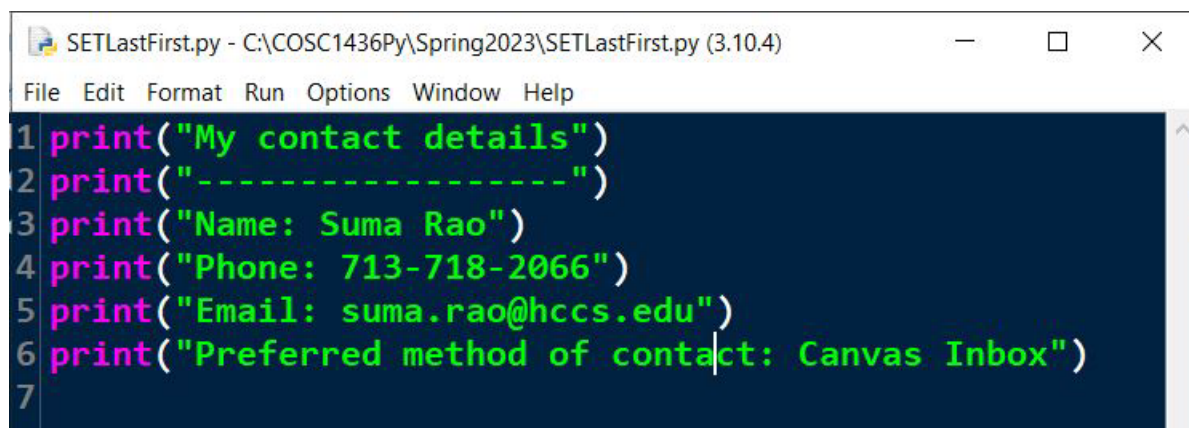 SETLastFirst.py - C:\COSC1436Py\Spring2023\SETLastFirst.py (3.10.4)
File Edit Format Run Options Window Help
1 print("My contact details")
2 print("------------------")
3 print("Name: Suma Rao")
4 print("Phone: 713-718-2066")
5 print("Email: suma.rao@hccs.edu")
6 print("Preferred method of contact: Canvas Inbox")
7